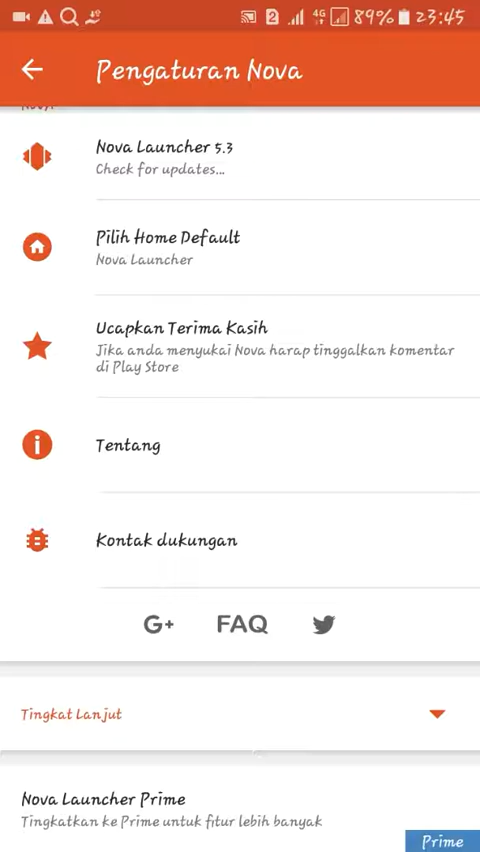 4G 89% 23:45
Pengaturan Nova
Nova Launcher 5.3
Check for updates...
Pilih Home Default
Nova Launcher
Ucapkan Terima Kasih
Jika anda menyukai Nova harap tinggalkan komentar
di Play Store
Tentang
Kontak dukungan
G+ FAQ
Tingkat Lanjut
Nova Launcher Prime
Tingkatkan ke Prime untuk fitur lebih banyak
Prime